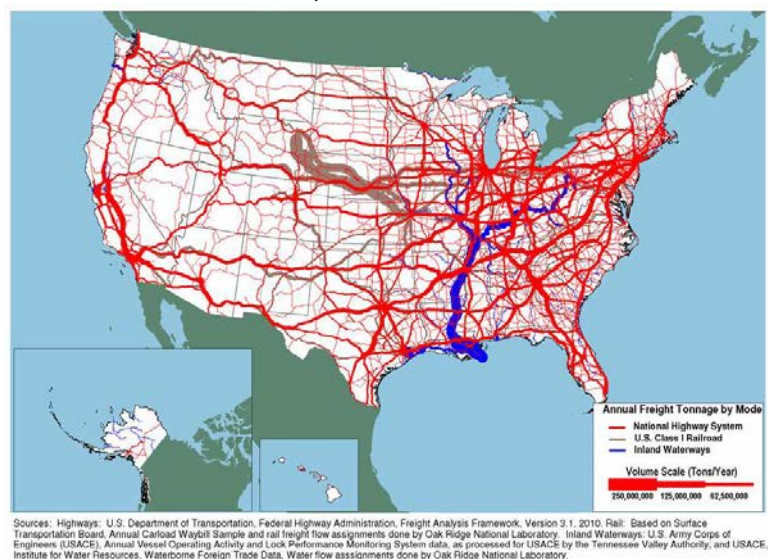 Annual Freight Tonnage by Mode
National Highway System
U.S. Class I Railroad
Inland Waterways
Volume Scale (Tons/Year)
250,000,000 125,000,000 62,500,000
Sources: Highways: U.S. Department of Transportation, Federal Highway Administration, Freight Analysis Framework, Version 3.1, 2010. Rail: Based on Surface
Transportation Board, Annual Carload Waybill Sample and rail freight flow assignments done by Oak Ridge National Laboratory. Inland Waterways: U.S. Army Corps of
Engineers (USACE), Annual Vessel Operating Activity and Lock Performance Monitoring System data, as processed for USACE by the Tennessee Valley Authority, and USACE,
Institute for Water Resources, Waterborne Foreign Trade Data. Water flow asssignments done by Oak Ridge National Laboratory.